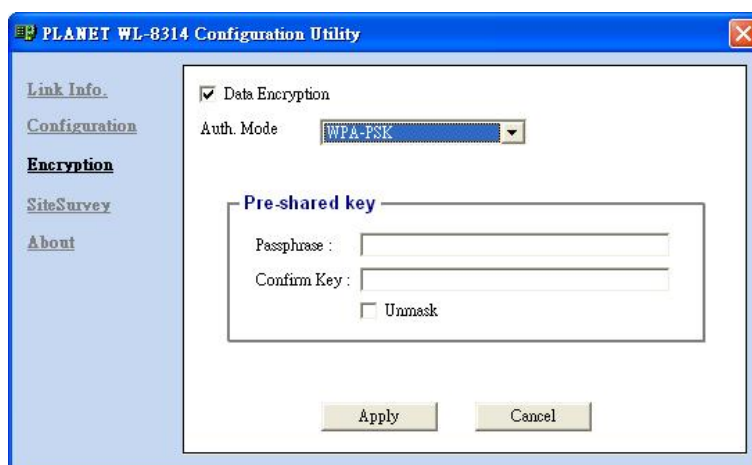 PLANET WL-8314 Configuration Utility
Link Info.
Configuration
Encryption
SiteSurvey
About
Data Encryption
Auth. Mode WPA-PSK
Pre-shared key
Passphrase :
Confirm Key :
Unmask
Apply Cancel